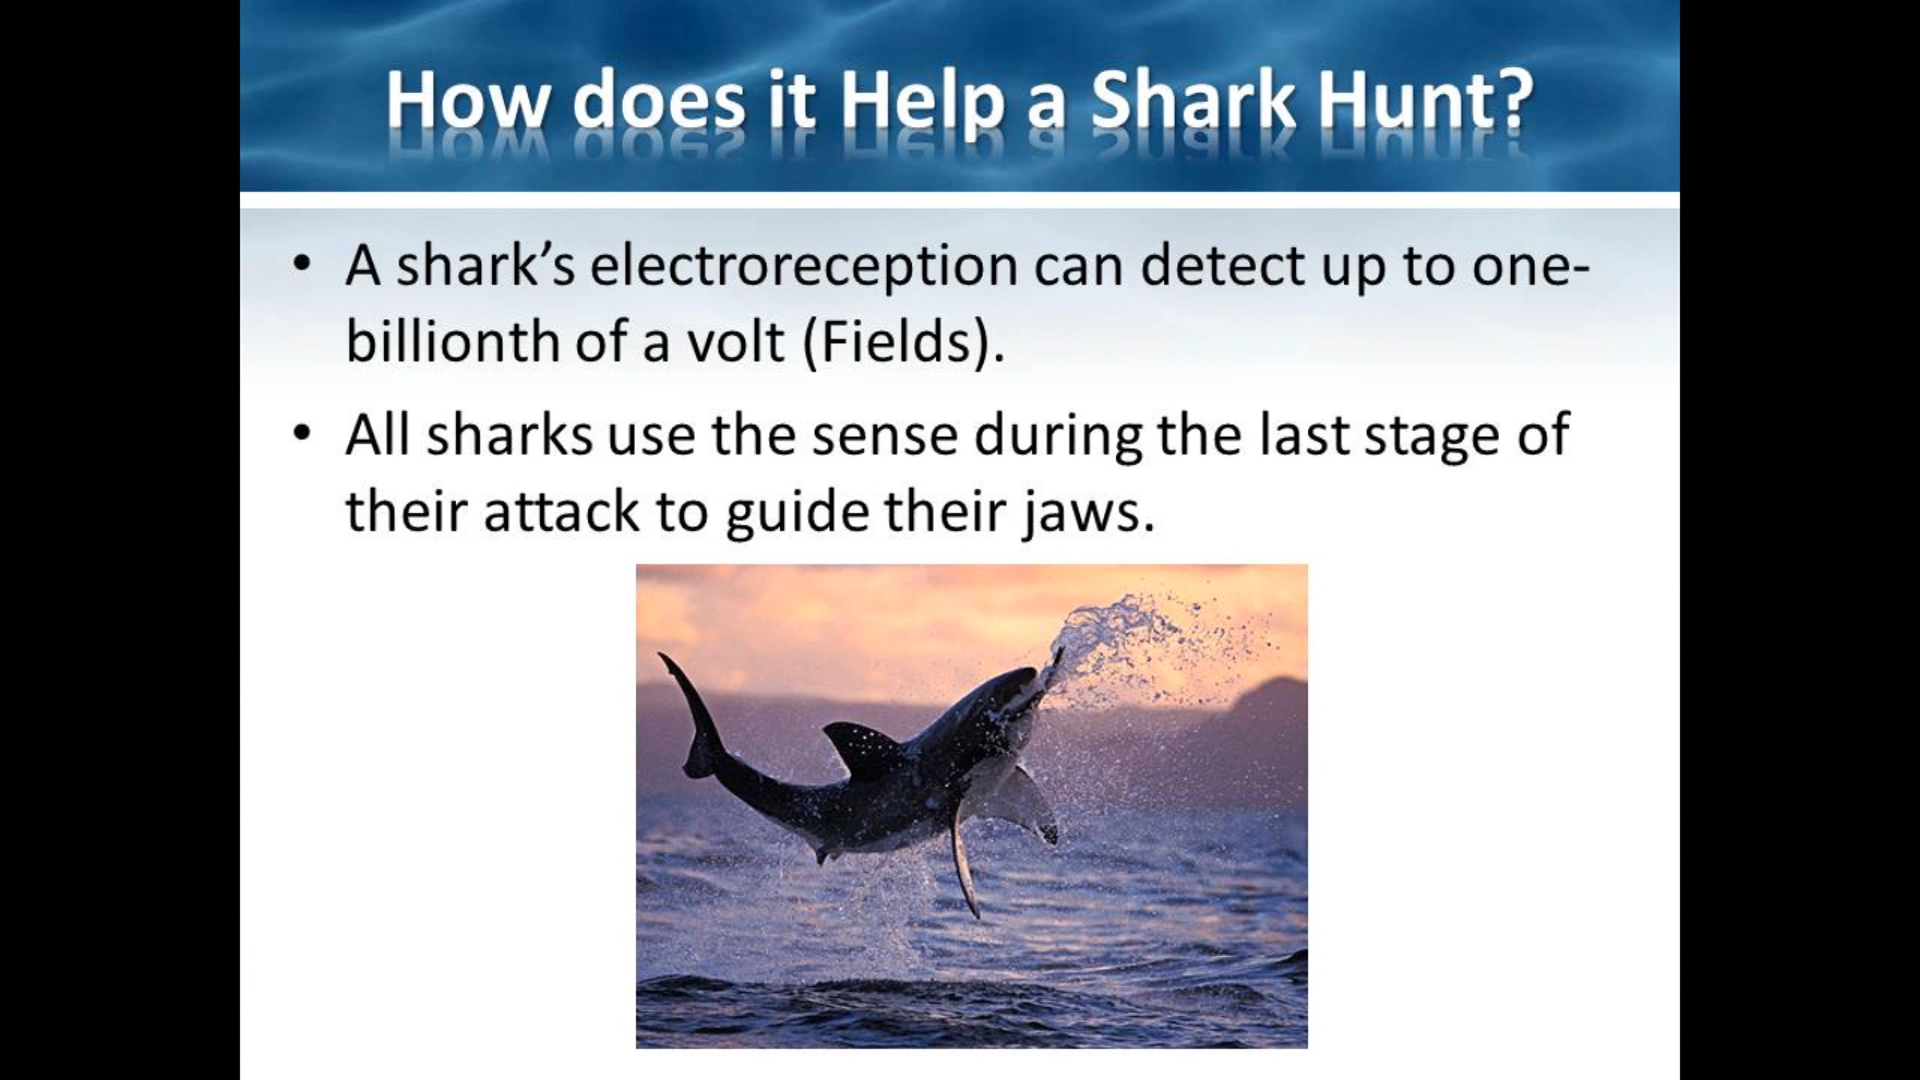 How does it Help a Shark Hunt?
• A shark’s electroreception can detect up to one-
billionth of a volt (Fields).
• All sharks use the sense during the last stage of
their attack to guide their jaws.